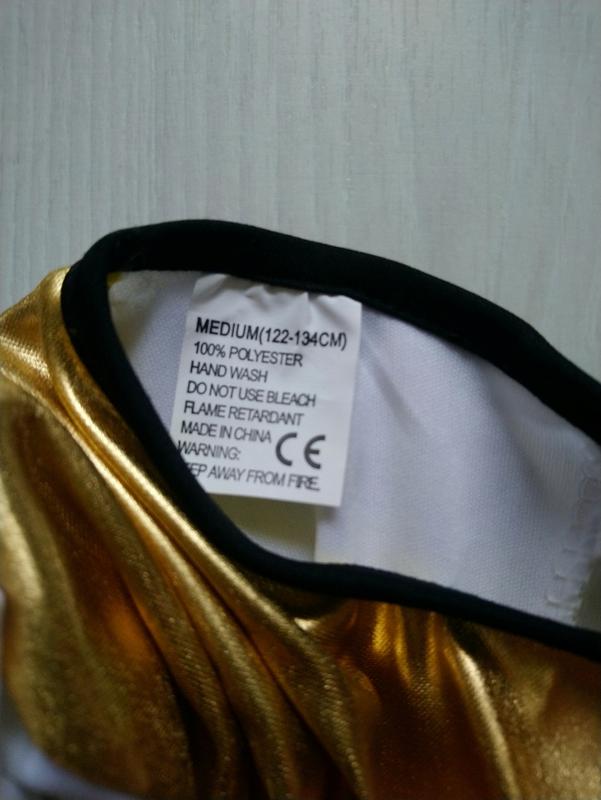 MEDIUM(122-134CM)
100% POLYESTER
HAND WASH
DO NOT USE BLEACH
FLAME RETARDANT
MADE IN CHINA CE
WARNING:
EP AWAY FROM FIRE.